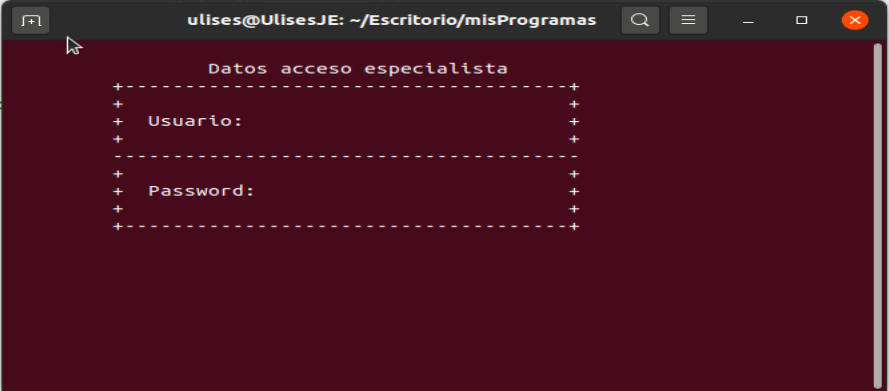 ulises@UlisesJE: ~/Escritorio/misProgramas
Datos acceso especialista
+-------------------------------------+
+ +
+ Usuario: +
+ +
---------------------------------------
+ +
+ Password: +
+ +
+-------------------------------------+